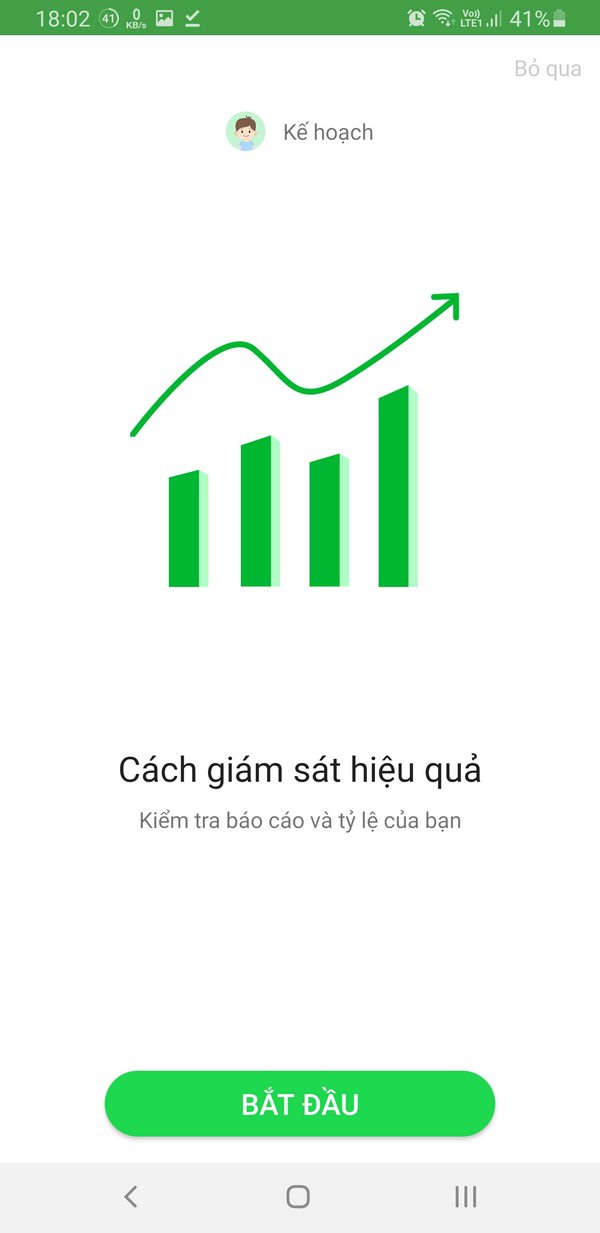 18:02 41 0 KB/s Vo)) LTE1 41%
Bỏ qua
Kế hoạch
Cách giám sát hiệu quả
Kiểm tra báo cáo và tỷ lệ của bạn
BẮT ĐẦU